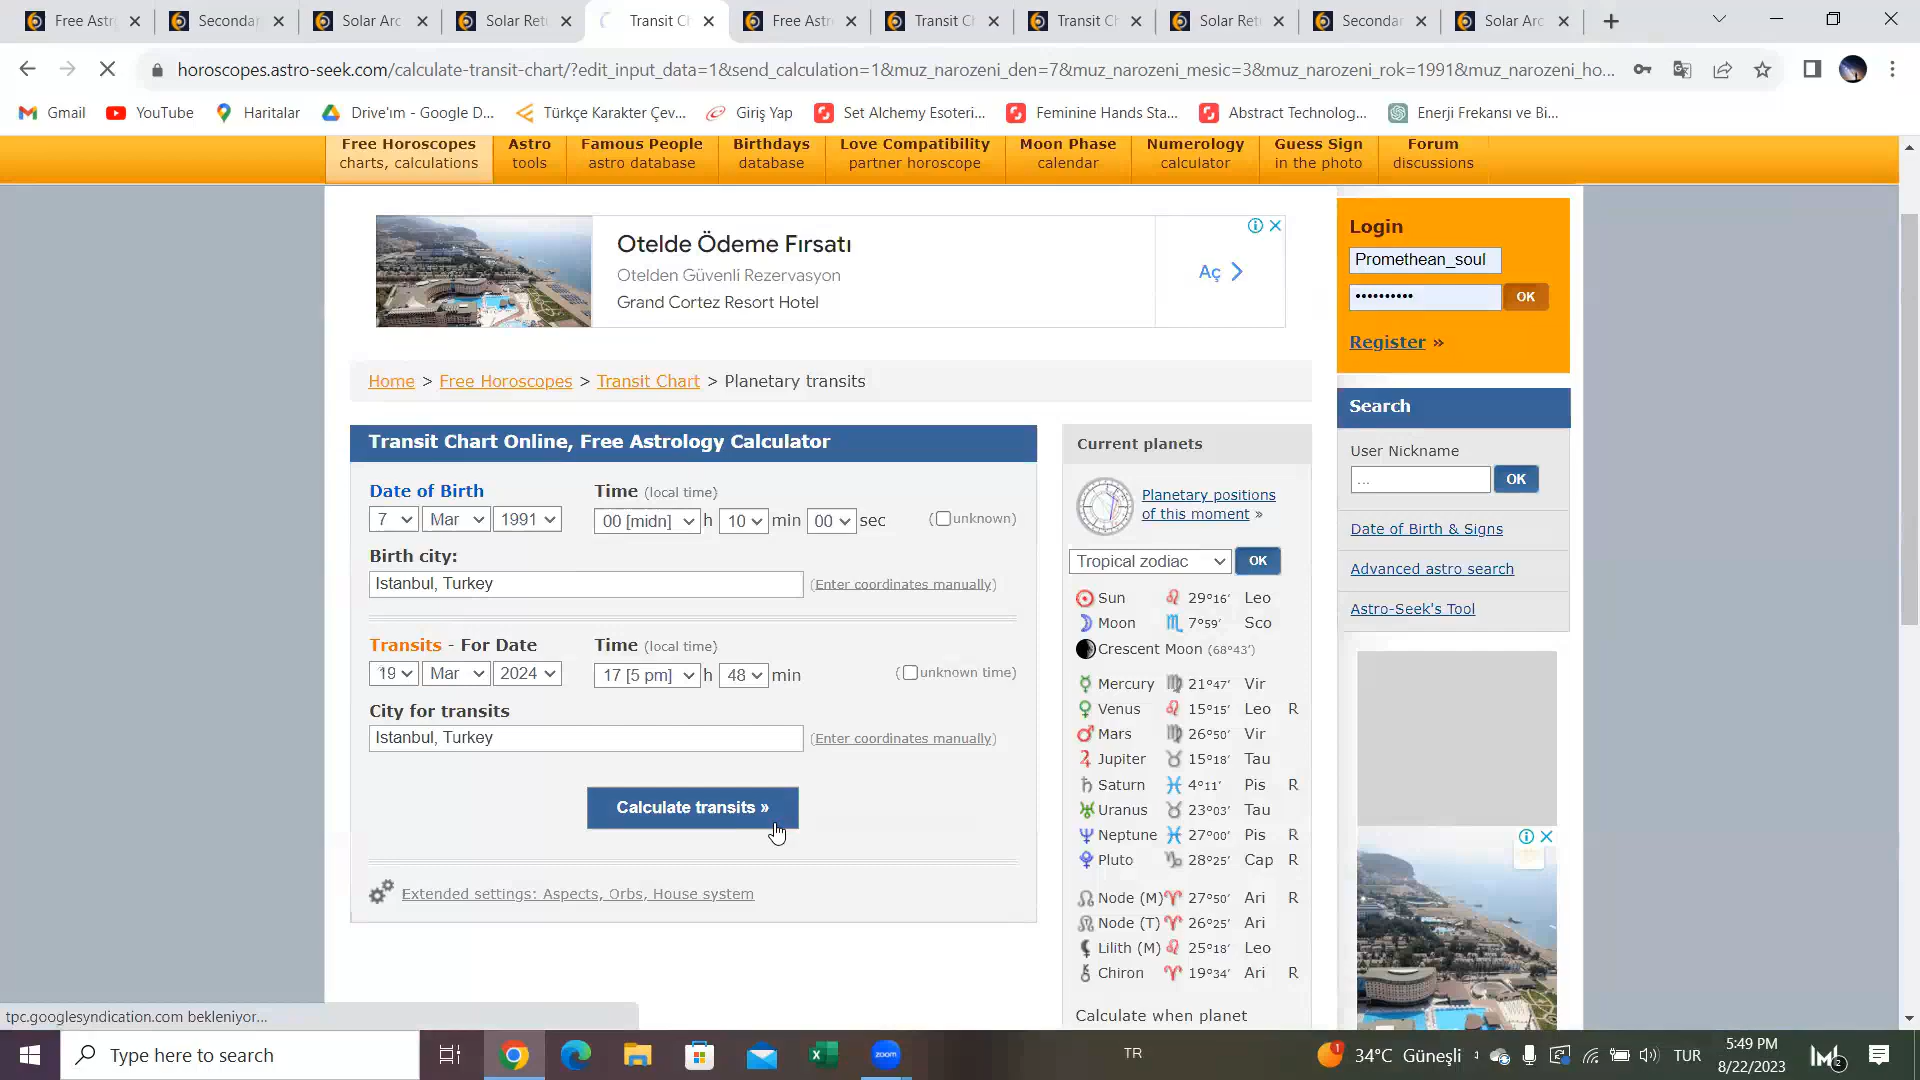 Free Astr
Secondar
Solar Arc
Solar Retu
Transit Ch
Free Astr
Transit Ch
Transit Ch
Solar Retu
Secondar
Solar Arc
horoscopes.astro-seek.com/calculate-transit-chart/?edit_input_data=1&send_calculation=1&muz_narozeni_den=7&muz_narozeni_mesic=3&muz_narozeni_rok=1991&muz_narozeni_ho...
Gmail
YouTube
Haritalar
Drive'ım - Google D...
Türkçe Karakter Çev...
Giriş Yap
Set Alchemy Esoteri...
Feminine Hands Sta...
Abstract Technolog...
Enerji Frekansı ve Bi...
Free Horoscopes
charts, calculations
Astro
tools
Famous People
astro database
Birthdays
database
Love Compatibility
partner horoscope
Moon Phase
calendar
Numerology
calculator
Guess Sign
in the photo
Forum
discussions
Otelde Ödeme Fırsatı
Otelden Güvenli Rezervasyon
Grand Cortez Resort Hotel
Aç
Login
Promethean_soul
••••••••••
OK
Register »
Home > Free Horoscopes > Transit Chart > Planetary transits
Search
User Nickname
...
OK
Date of Birth & Signs
Advanced astro search
Astro-Seek's Tool
Transit Chart Online, Free Astrology Calculator
Date of Birth
Time (local time)
7 Mar 1991
00 [midn] h 10 min 00 sec
( unknown)
Birth city:
Istanbul, Turkey
(Enter coordinates manually)
Transits - For Date
Time (local time)
19 Mar 2024
17 [5 pm] h 48 min
( unknown time)
City for transits
Istanbul, Turkey
(Enter coordinates manually)
Calculate transits »
Extended settings: Aspects, Orbs, House system
Current planets
Planetary positions
of this moment »
Tropical zodiac
OK
Sun ♌ 29°16′ Leo
Moon ♏ 7°59′ Sco
Crescent Moon (68°43′)
Mercury ♍ 21°47′ Vir
Venus ♌ 15°15′ Leo R
Mars ♍ 26°50′ Vir
Jupiter ♉ 15°18′ Tau
Saturn ♓ 4°11′ Pis R
Uranus ♉ 23°03′ Tau
Neptune ♓ 27°00′ Pis R
Pluto ♑ 28°25′ Cap R
Node (M) ♈ 27°50′ Ari R
Node (T) ♈ 26°25′ Ari
Lilith (M) ♌ 25°18′ Leo
Chiron ♈ 19°34′ Ari R
Calculate when planet
tpc.googlesyndication.com bekleniyor...
Type here to search
zoom
TR
1
34°C Güneşli
TUR
5:49 PM
8/22/2023
2